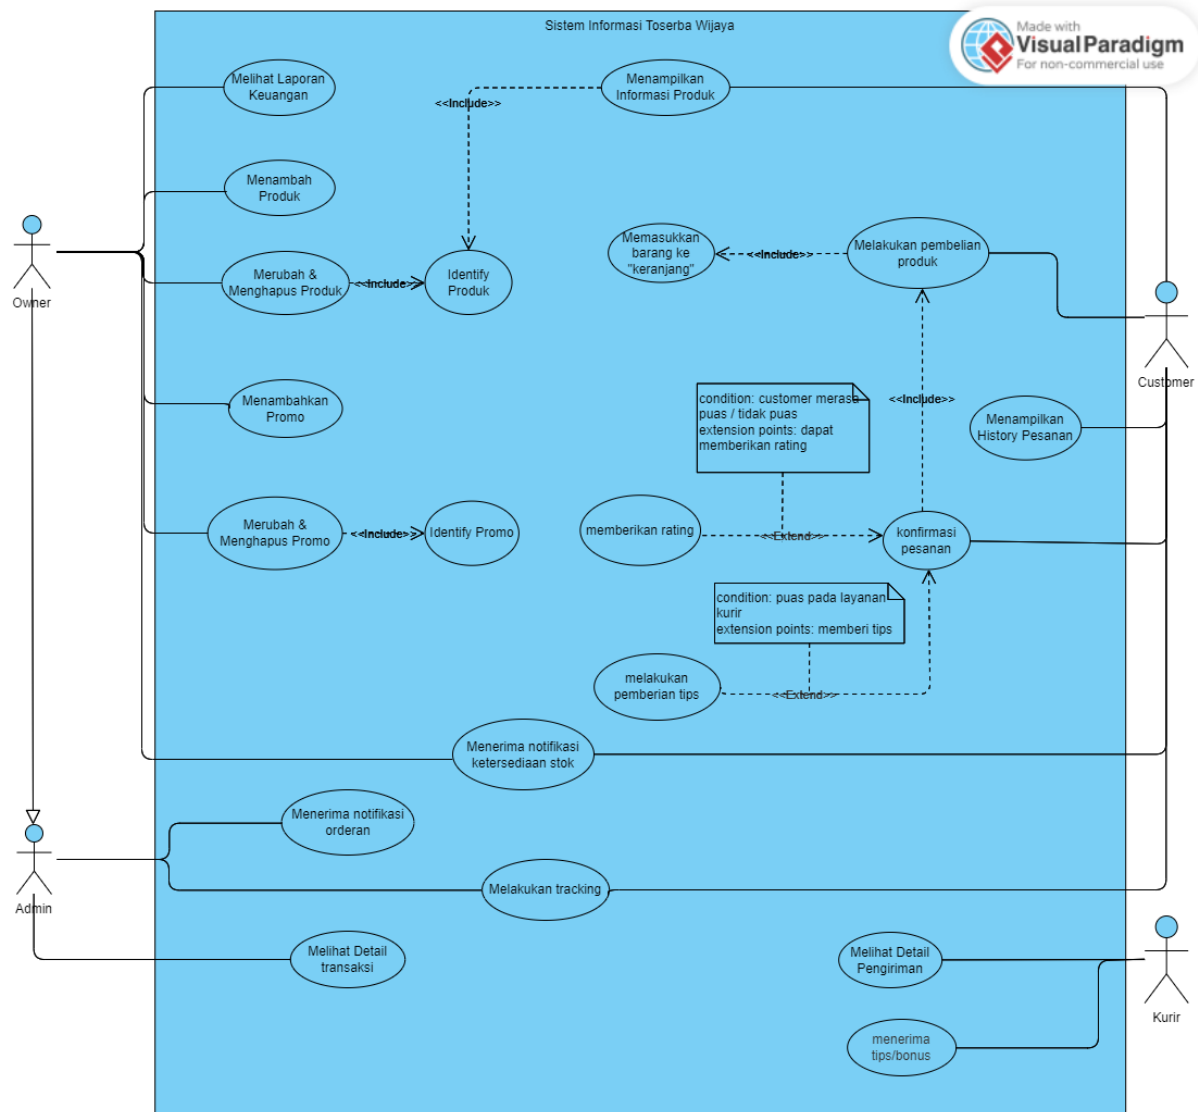 Sistem Informasi Toserba Wijaya
Made with
Visual Paradigm
For non-commercial use
Melihat Laporan
Keuangan
Menampilkan
Informasi Produk
<<Include>>
Menambah
Produk
Owner
Merubah &
Menghapus Produk
<<Include>>
Identify
Produk
Memasukkan
barang ke
"keranjang"
<<Include>>
Melakukan pembelian
produk
Customer
Menambahkan
Promo
condition: customer merasa
puas / tidak puas
extension points: dapat
memberikan rating
<<Include>>
Menampilkan
History Pesanan
Merubah &
Menghapus Promo
<<Include>>
Identify Promo
memberikan rating
<<Extend>>
konfirmasi
pesanan
condition: puas pada layanan
kurir
extension points: memberi tips
melakukan
pemberian tips
<<Extend>>
Menerima notifikasi
ketersediaan stok
Menerima notifikasi
orderan
Admin
Melakukan tracking
Melihat Detail
transaksi
Melihat Detail
Pengiriman
Kurir
menerima
tips/bonus